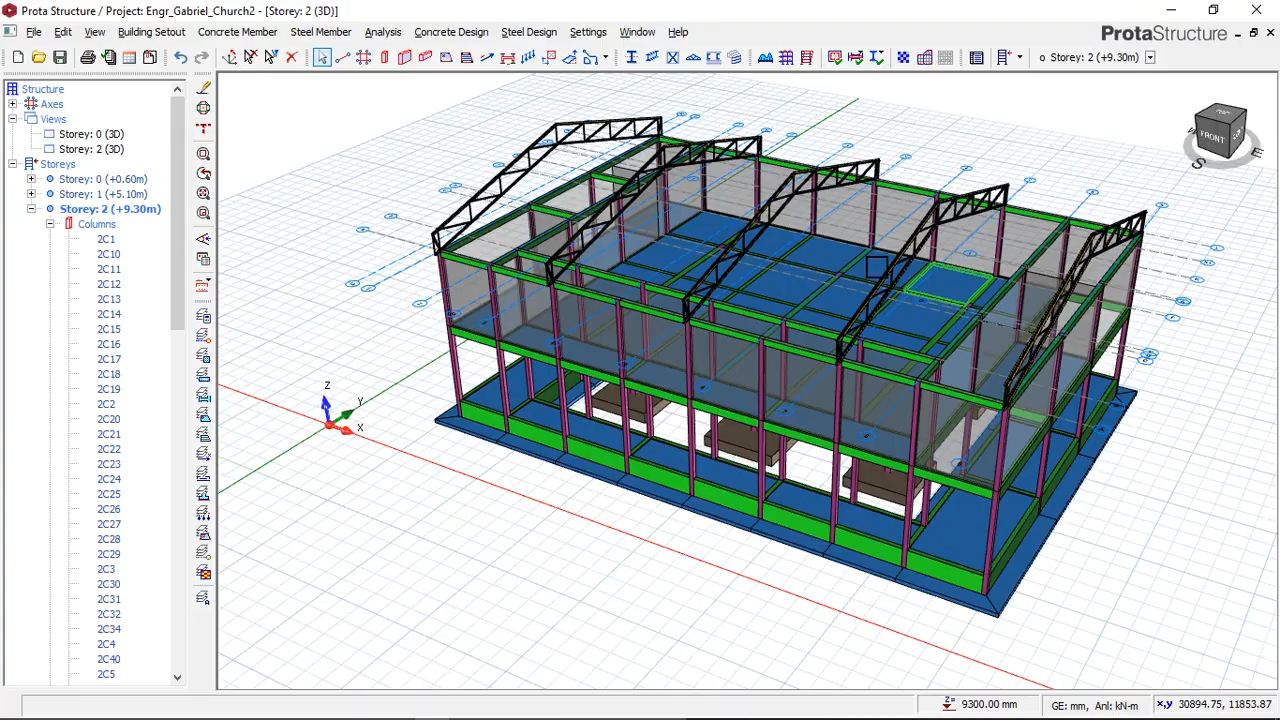 Prota Structure / Project: Engr_Gabriel_Church2 - [Storey: 2 (3D)]
File Edit View Building Setout Concrete Member Steel Member Analysis Concrete Design Steel Design Settings Window Help
ProtaStructure
Storey: 2 (+9.30m)
Structure
Axes
Views
Storey: 0 (3D)
Storey: 2 (3D)
Storeys
Storey: 0 (+0.60m)
Storey: 1 (+5.10m)
Storey: 2 (+9.30m)
Columns
2C1
2C10
2C11
2C12
2C13
2C14
2C15
2C16
2C17
2C18
2C19
2C2
2C20
2C21
2C22
2C23
2C24
2C25
2C26
2C27
2C28
2C29
2C3
2C30
2C31
2C32
2C34
2C4
2C40
2C5
Z
Y
X
FRONT
S
E
Z= 9300.00 mm
GE: mm, Anl: kN-m
x,y 30894.75, 11853.87